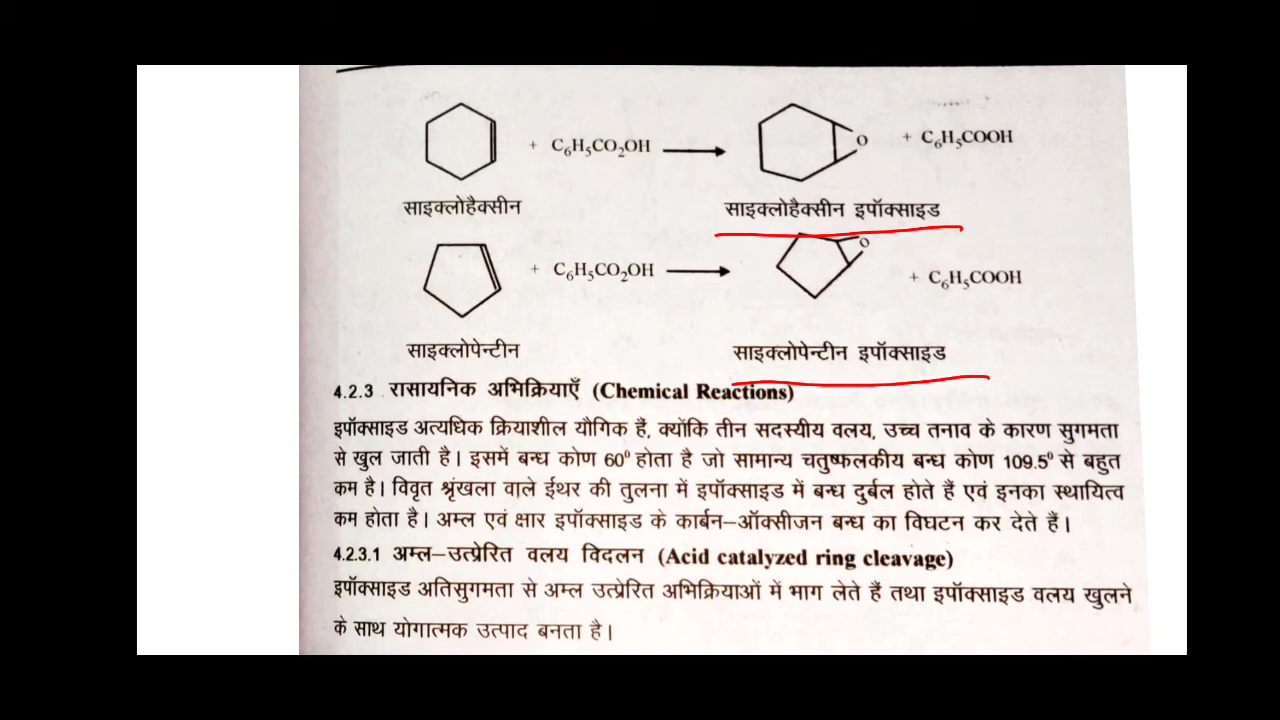 + C₆H₅CO₂OH
O
+ C₆H₅COOH
साइक्लोहैक्सीन
साइक्लोहैक्सीन इपॉक्साइड
O
+ C₆H₅CO₂OH
+ C₆H₅COOH
साइक्लोपेन्टीन
साइक्लोपेन्टीन इपॉक्साइड
4.2.3 रासायनिक अभिक्रियाएँ (Chemical Reactions)
इपॉक्साइड अत्यधिक क्रियाशील यौगिक हैं, क्योंकि तीन सदस्यीय वलय, उच्च तनाव के कारण सुगमता
से खुल जाती है। इसमें बन्ध कोण 60⁰ होता है जो सामान्य चतुष्फलकीय बन्ध कोण 109.5⁰ से बहुत
कम है। विवृत श्रृंखला वाले ईथर की तुलना में इपॉक्साइड में बन्ध दुर्बल होते हैं एवं इनका स्थायित्व
कम होता है। अम्ल एवं क्षार इपॉक्साइड के कार्बन–ऑक्सीजन बन्ध का विघटन कर देते हैं।
4.2.3.1 अम्ल–उत्प्रेरित वलय विदलन (Acid catalyzed ring cleavage)
इपॉक्साइड अतिसुगमता से अम्ल उत्प्रेरित अभिक्रियाओं में भाग लेते हैं तथा इपॉक्साइड वलय खुलने
के साथ योगात्मक उत्पाद बनता है।